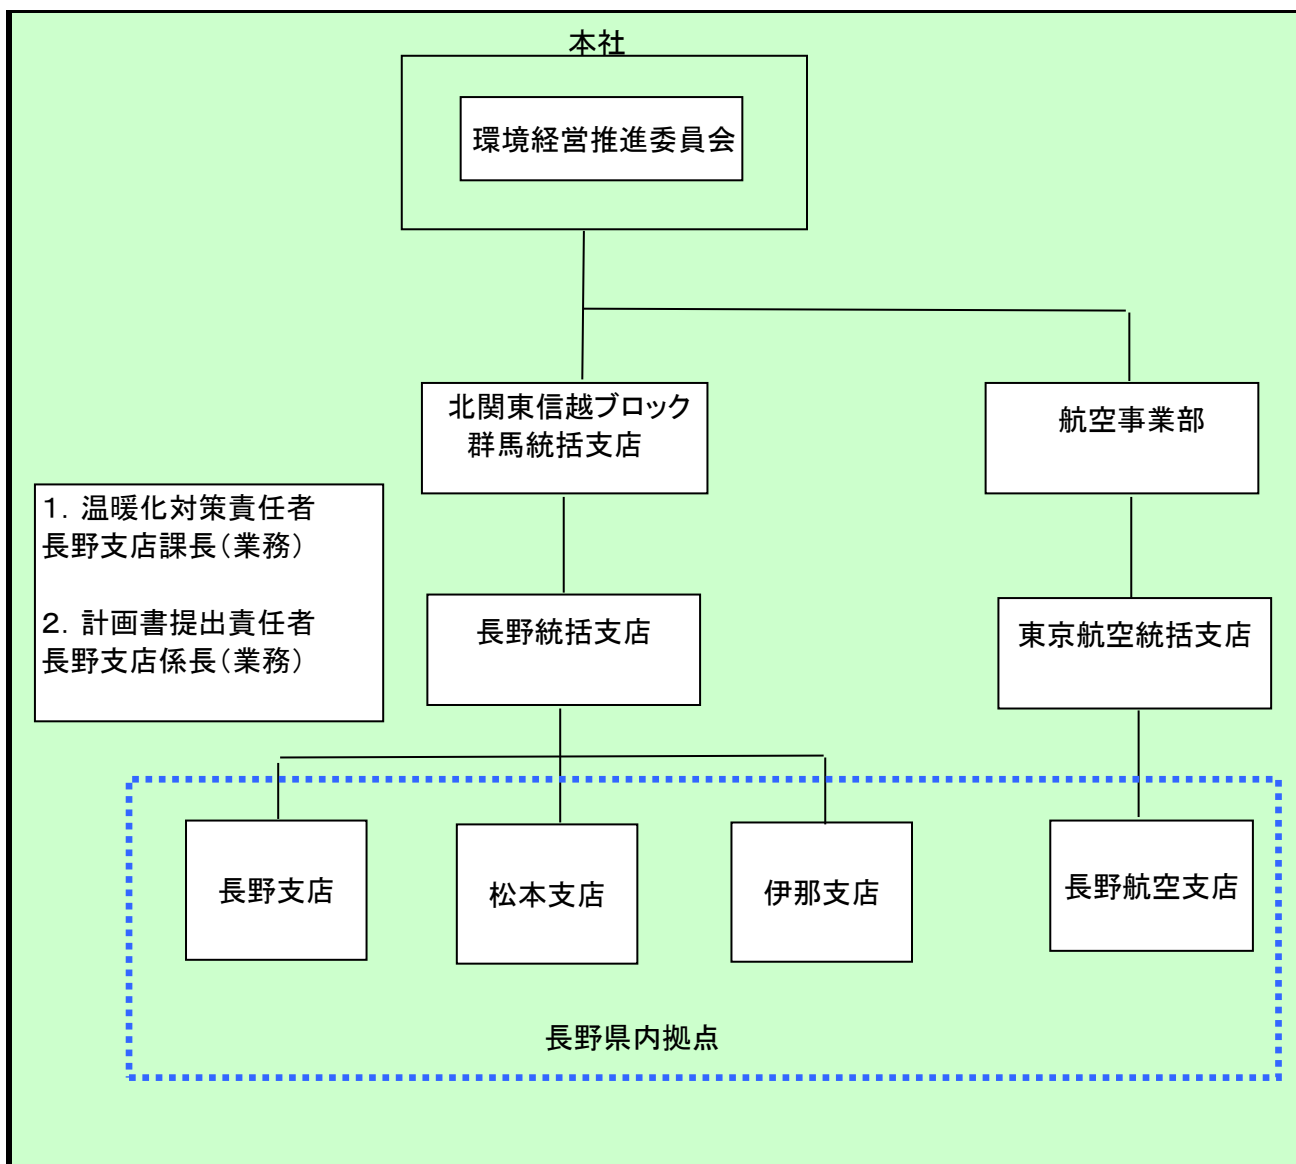 本社
環境経営推進委員会
北関東信越ブロック
群馬統括支店
航空事業部
1．温暖化対策責任者
長野支店課長（業務）
2．計画書提出責任者
長野支店係長（業務）
長野統括支店
東京航空統括支店
長野支店
松本支店
伊那支店
長野航空支店
長野県内拠点